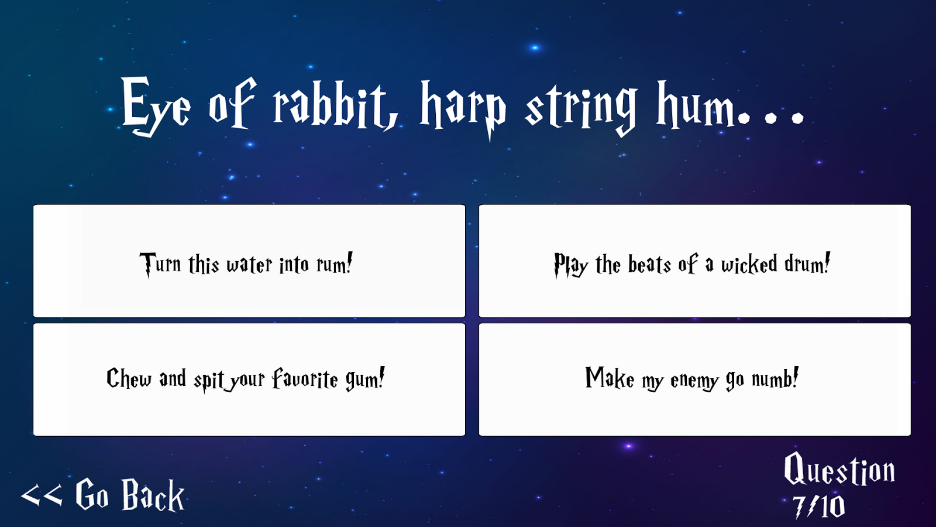 Eye of rabbit, harp string hum...
Turn this water into rum!
Play the beats of a wicked drum!
Chew and spit your favorite gum!
Make my enemy go numb!
<< Go Back
Question
7/10